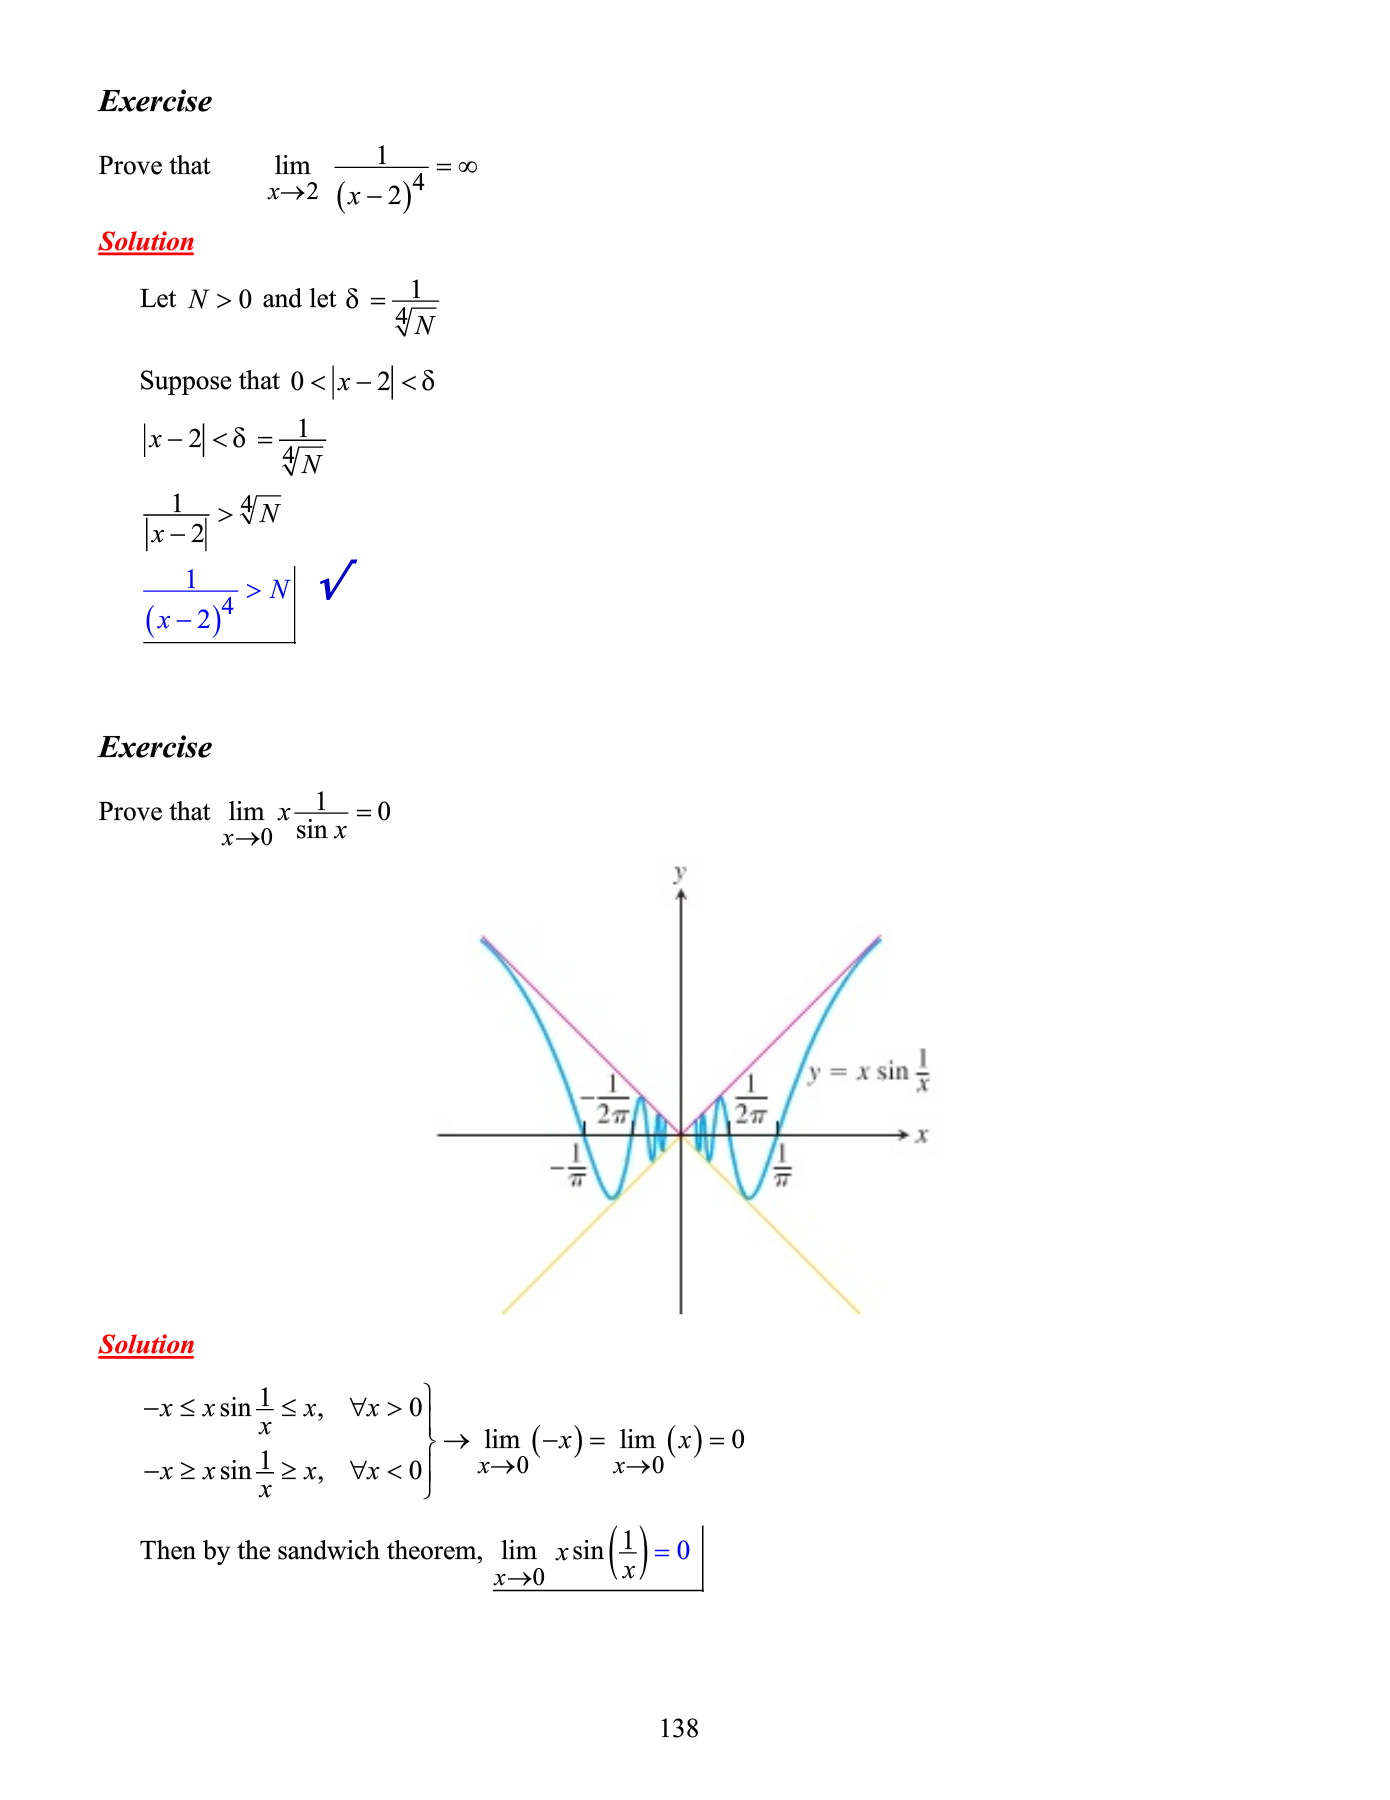 Exercise
Prove that lim_{x→2} 1/(x − 2)^4 = ∞
Solution
Let N > 0 and let δ = 1/∜N
Suppose that 0 < |x − 2| < δ
|x − 2| < δ = 1/∜N
1/|x − 2| > ∜N
1/(x − 2)^4 > N √
Exercise
Prove that lim_{x→0} x 1/sin x = 0
y
y = x sin 1/x
−1/2π 1/2π
x
−1/π 1/π
Solution
−x ≤ x sin 1/x ≤ x, ∀x > 0
−x ≥ x sin 1/x ≥ x, ∀x < 0 } → lim_{x→0} (−x) = lim_{x→0} (x) = 0
Then by the sandwich theorem, lim_{x→0} x sin(1/x) = 0
138